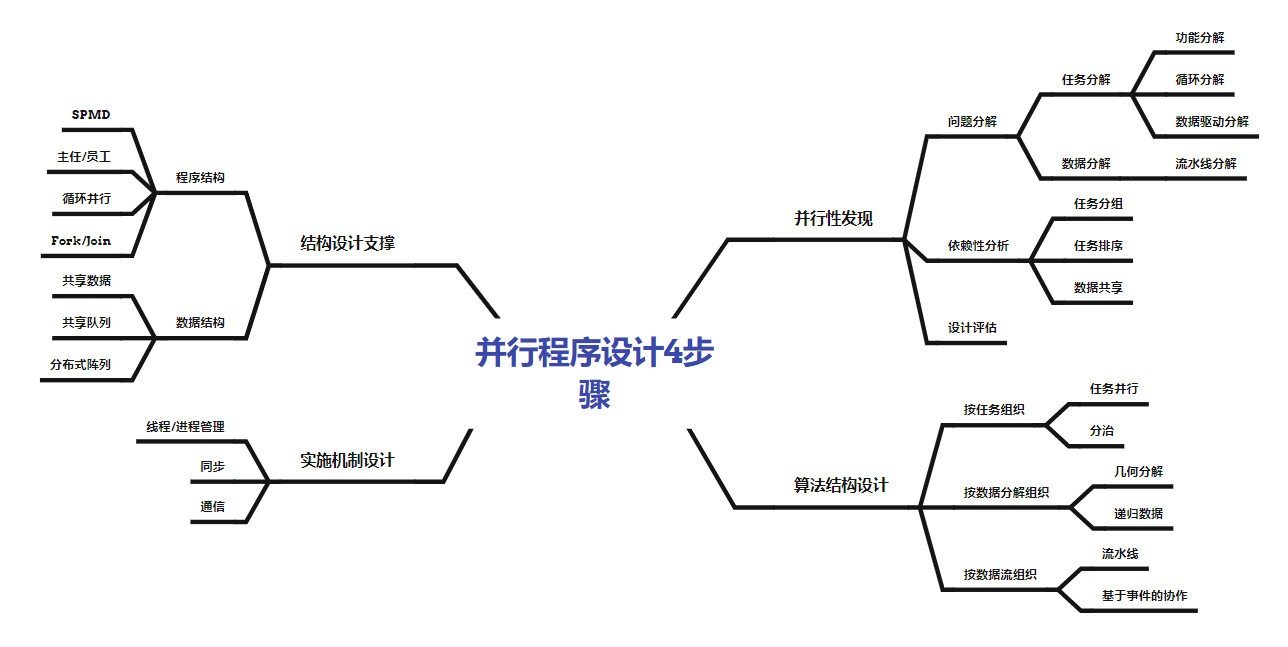 并行程序设计4步
骤
并行性发现
问题分解
任务分解
功能分解
循环分解
数据驱动分解
数据分解
流水线分解
依赖性分析
任务分组
任务排序
数据共享
设计评估
算法结构设计
按任务组织
任务并行
分治
按数据分解组织
几何分解
递归数据
按数据流组织
流水线
基于事件的协作
结构设计支撑
程序结构
SPMD
主任/员工
循环并行
Fork/Join
数据结构
共享数据
共享队列
分布式阵列
实施机制设计
线程/进程管理
同步
通信